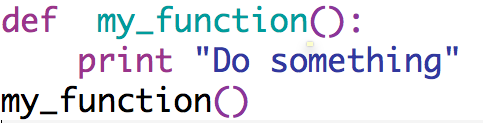 def  my_function():
    print "Do something"
my_function()